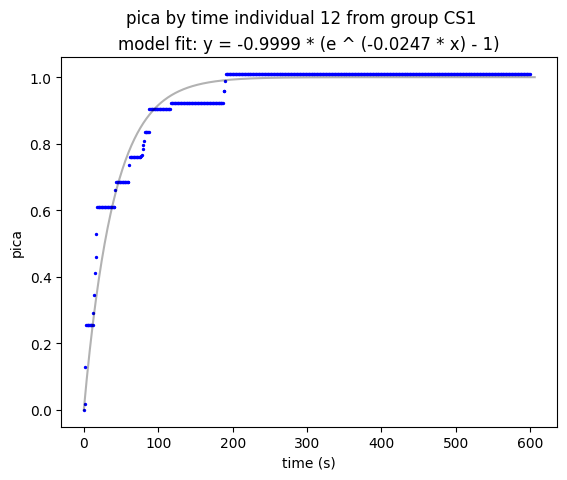 pica by time individual 12 from group CS1
model fit: y = -0.9999 * (e ^ (-0.0247 * x) - 1)
1.0
0.8
0.6
0.4
0.2
0.0
pica
0 100 200 300 400 500 600
time (s)